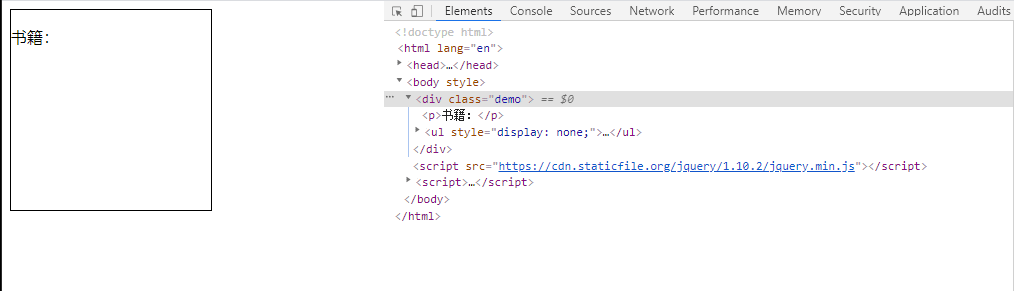 书籍：
Elements Console Sources Network Performance Memory Security Application Audits
<!doctype html>
<html lang="en">
<head>…</head>
<body style>
… <div class="demo"> == $0
<p>书籍：</p>
<ul style="display: none;">…</ul>
</div>
<script src="https://cdn.staticfile.org/jquery/1.10.2/jquery.min.js"></script>
<script>…</script>
</body>
</html>